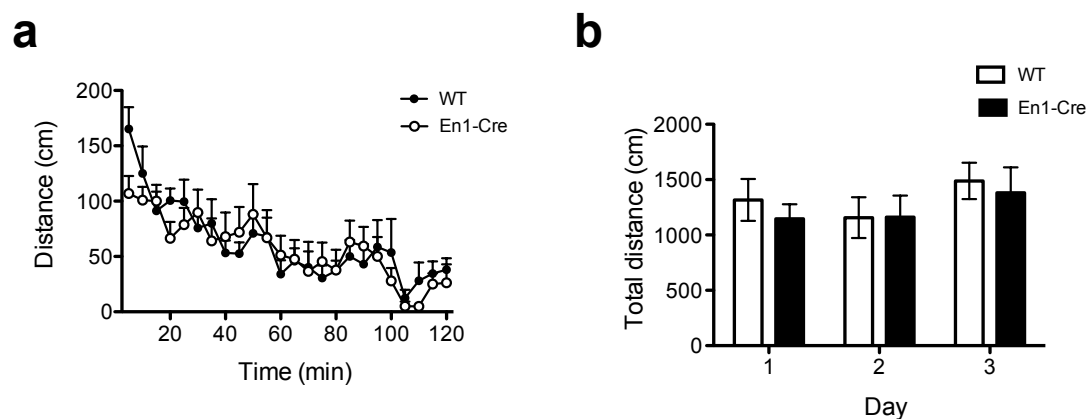 a
200
150
100
50
0
Distance (cm)
20 40 60 80 100 120
Time (min)
WT
En1-Cre
b
WT
En1-Cre
2000
1500
1000
500
0
Total distance (cm)
1 2 3
Day